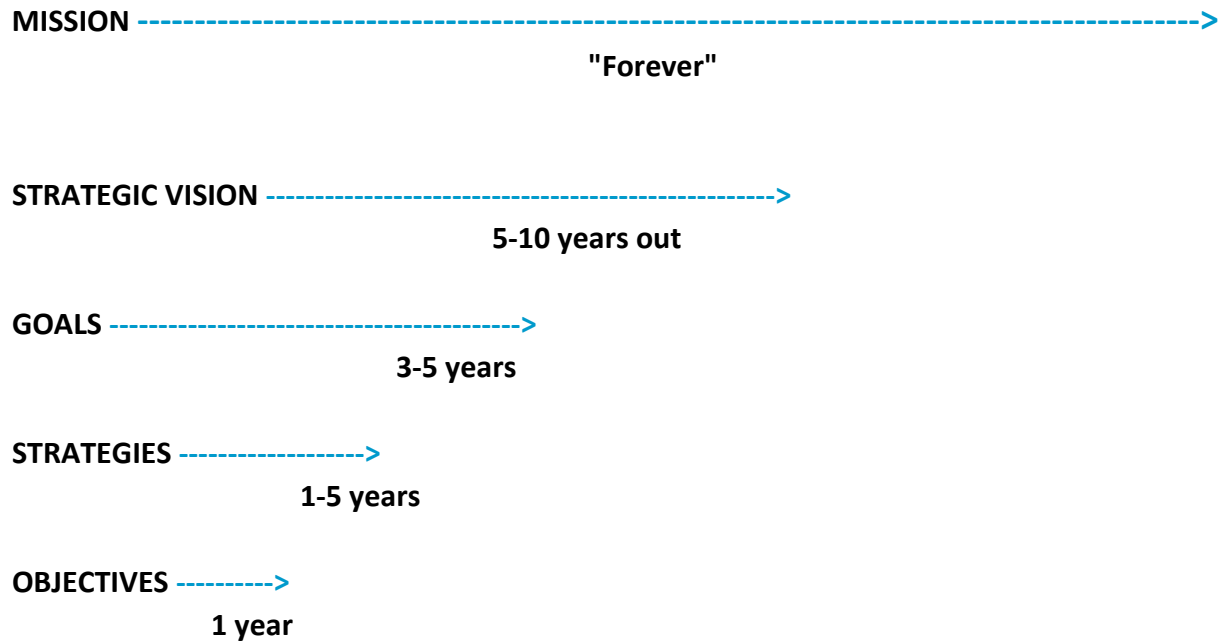 MISSION ------------------------------------------------------------------------------------------------------------->
"Forever"
STRATEGIC VISION ---------------------------------------------------->
5-10 years out
GOALS ------------------------------------------>
3-5 years
STRATEGIES ------------------->
1-5 years
OBJECTIVES ---------->
1 year